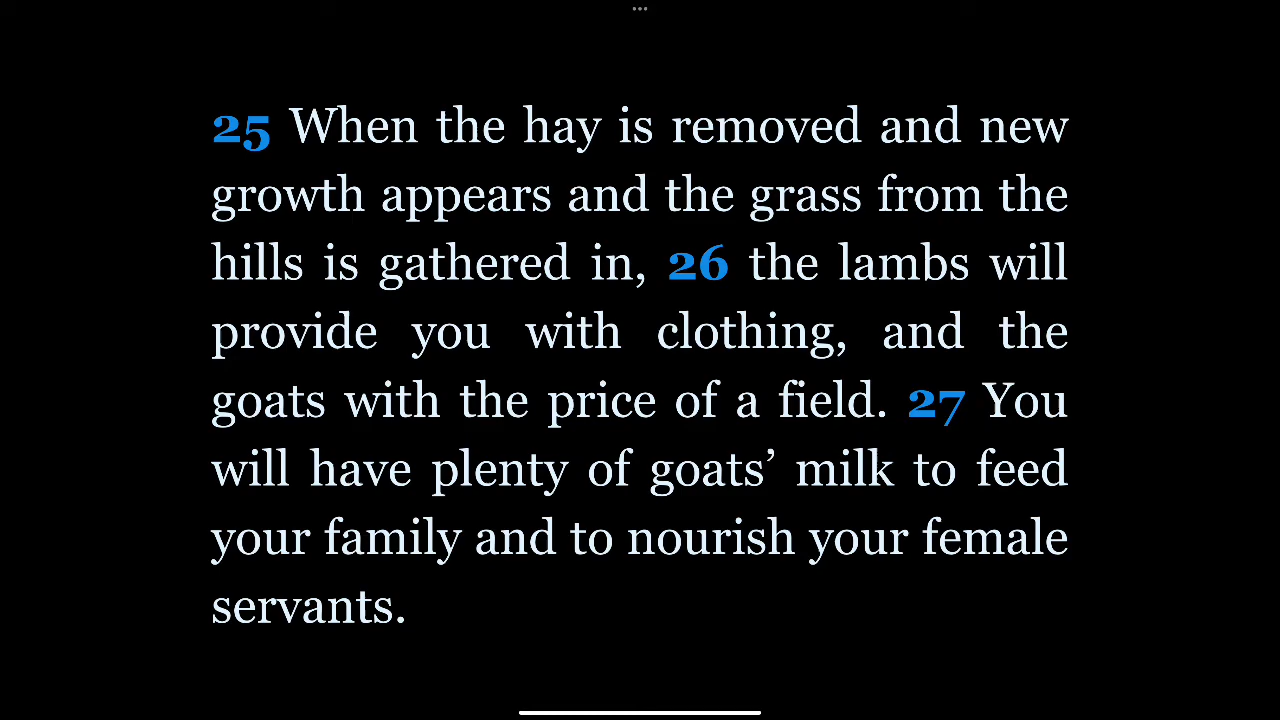 25 When the hay is removed and new
growth appears and the grass from the
hills is gathered in, 26 the lambs will
provide you with clothing, and the
goats with the price of a field. 27 You
will have plenty of goats’ milk to feed
your family and to nourish your female
servants.